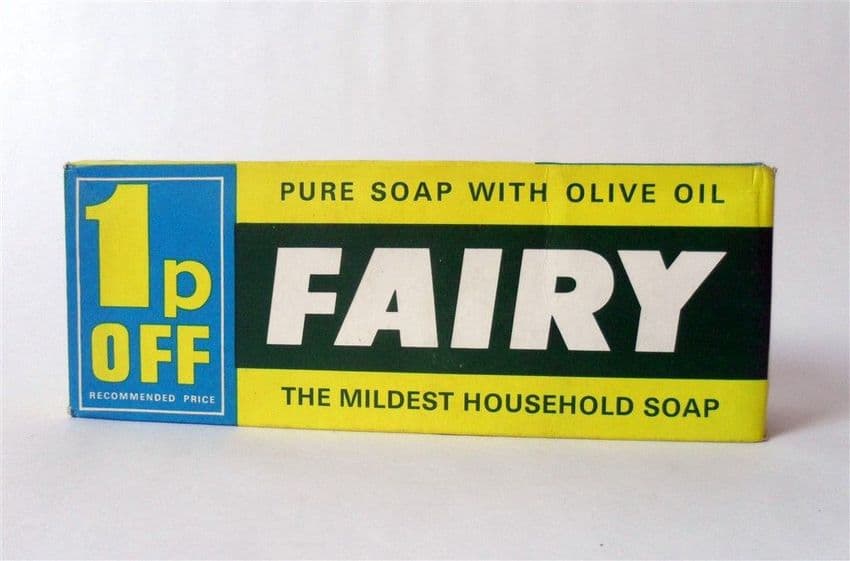 1p
OFF
RECOMMENDED PRICE
PURE SOAP WITH OLIVE OIL
FAIRY
THE MILDEST HOUSEHOLD SOAP